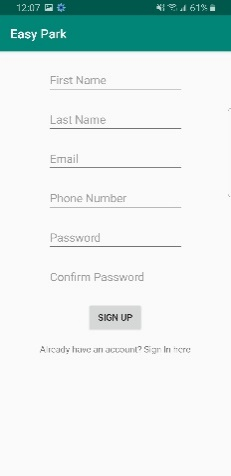 12:07 61%
Easy Park
First Name
Last Name
Email
Phone Number
Password
Confirm Password
SIGN UP
Already have an account? Sign In here